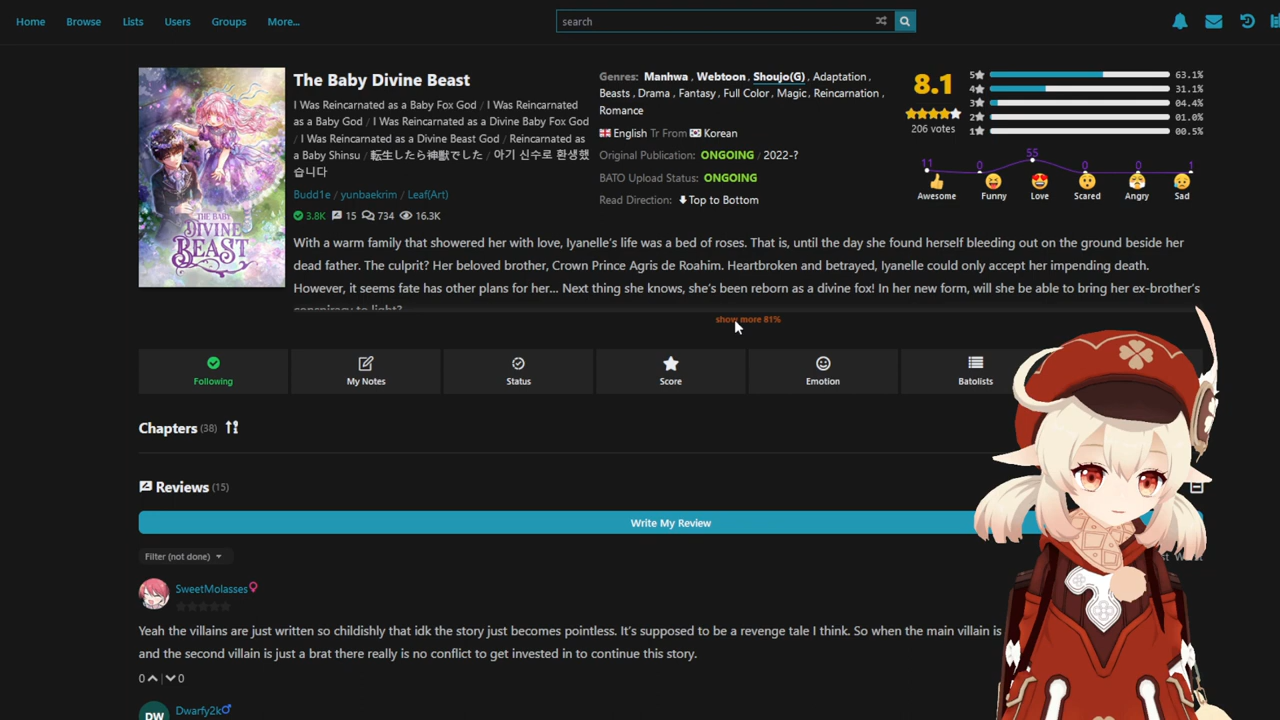 Home Browse Lists Users Groups More...
search
The Baby Divine Beast
I Was Reincarnated as a Baby Fox God / I Was Reincarnated
as a Baby God / I Was Reincarnated as a Divine Baby Fox God
/ I Was Reincarnated as a Divine Beast God / Reincarnated as
a Baby Shinsu / 転生したら神獣でした / 아기 신수로 환생했
습니다
Budd1e / yunbaekrim / Leaf(Art)
3.8K 15 734 16.3K
Genres: Manhwa , Webtoon , Shoujo(G) , Adaptation ,
Beasts , Drama , Fantasy , Full Color , Magic , Reincarnation ,
Romance
English Tr From Korean
Original Publication: ONGOING / 2022-?
BATO Upload Status: ONGOING
Read Direction: Top to Bottom
8.1
206 votes
5 63.1%
4 31.1%
3 04.4%
2 01.0%
1 00.5%
11 0 55 0 0 1
Awesome Funny Love Scared Angry Sad
THE BABY
DIVINE
BEAST
With a warm family that showered her with love, Iyanelle's life was a bed of roses. That is, until the day she found herself bleeding out on the ground beside her
dead father. The culprit? Her beloved brother, Crown Prince Agris de Roahim. Heartbroken and betrayed, Iyanelle could only accept her impending death.
However, it seems fate has other plans for her... Next thing she knows, she's been reborn as a divine fox! In her new form, will she be able to bring her ex-brother's
conspiracy to light?
show more 81%
Following My Notes Status Score Emotion Batolists
Chapters (38)
Reviews (15)
Write My Review
Filter (not done)
SweetMolasses
Yeah the villains are just written so childishly that idk the story just becomes pointless. It's supposed to be a revenge tale I think. So when the main villain is
and the second villain is just a brat there really is no conflict to get invested in to continue this story.
0 | 0
DW Dwarfy2k